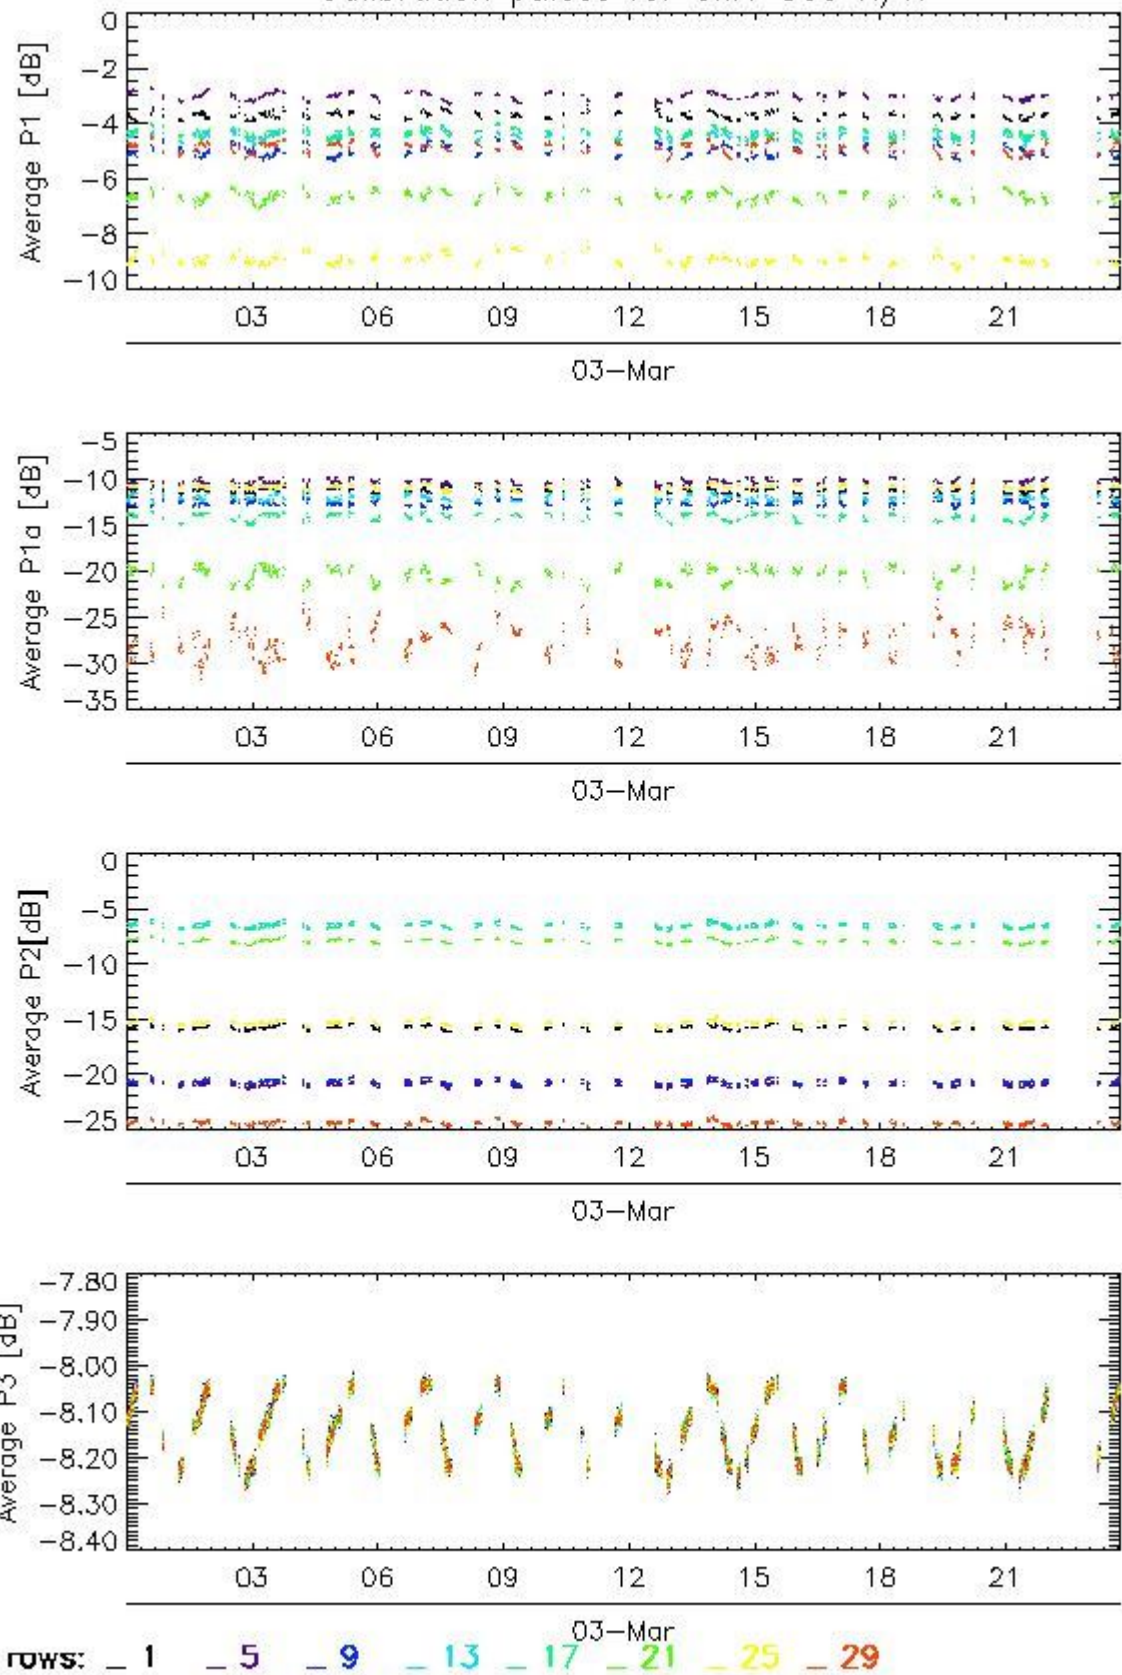 0
-2
-4
-6
-8
-10
Average P1 [dB]
03 06 09 12 15 18 21
03-Mar
-5
-10
-15
-20
-25
-30
-35
Average P1a [dB]
03 06 09 12 15 18 21
03-Mar
0
-5
-10
-15
-20
-25
Average P2[dB]
03 06 09 12 15 18 21
03-Mar
-7.80
-7.90
-8.00
-8.10
-8.20
-8.30
-8.40
Average P3 [dB]
03 06 09 12 15 18 21
03-Mar
rows: _ 1 _ 5 _ 9 _ 13 _ 17 _ 21 _ 25 _ 29